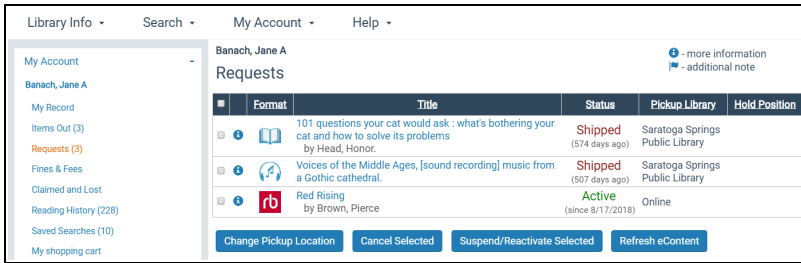 Library Info Search My Account Help
My Account
Banach, Jane A
My Record
Items Out (3)
Requests (3)
Fines & Fees
Claimed and Lost
Reading History (228)
Saved Searches (10)
My shopping cart
Banach, Jane A
Requests
- more information
- additional note
Format Title Status Pickup Library Hold Position
101 questions your cat would ask : what's bothering your
cat and how to solve its problems
by Head, Honor.
Shipped
(574 days ago)
Saratoga Springs
Public Library
Voices of the Middle Ages, [sound recording] music from
a Gothic cathedral.
Shipped
(507 days ago)
Saratoga Springs
Public Library
rb
Red Rising
by Brown, Pierce
Active
(since 8/17/2018)
Online
Change Pickup Location Cancel Selected Suspend/Reactivate Selected Refresh eContent